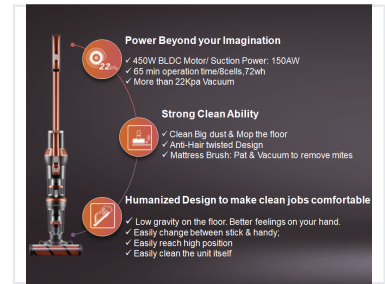 Power Beyond your Imagination
22
✓ 450W BLDC Motor/ Suction Power: 150AW
✓ 65 min operation time/8cells,72wh
✓ More than 22Kpa Vacuum
Strong Clean Ability
✓ Clean Big dust & Mop the floor
✓ Anti-Hair twisted Design
✓ Mattress Brush: Pat & Vacuum to remove mites
Humanized Design to make clean jobs comfortable
✓ Low gravity on the floor. Better feelings on your hand.
✓ Easily change between stick & handy;
✓ Easily reach high position
✓ Easily clean the unit itself